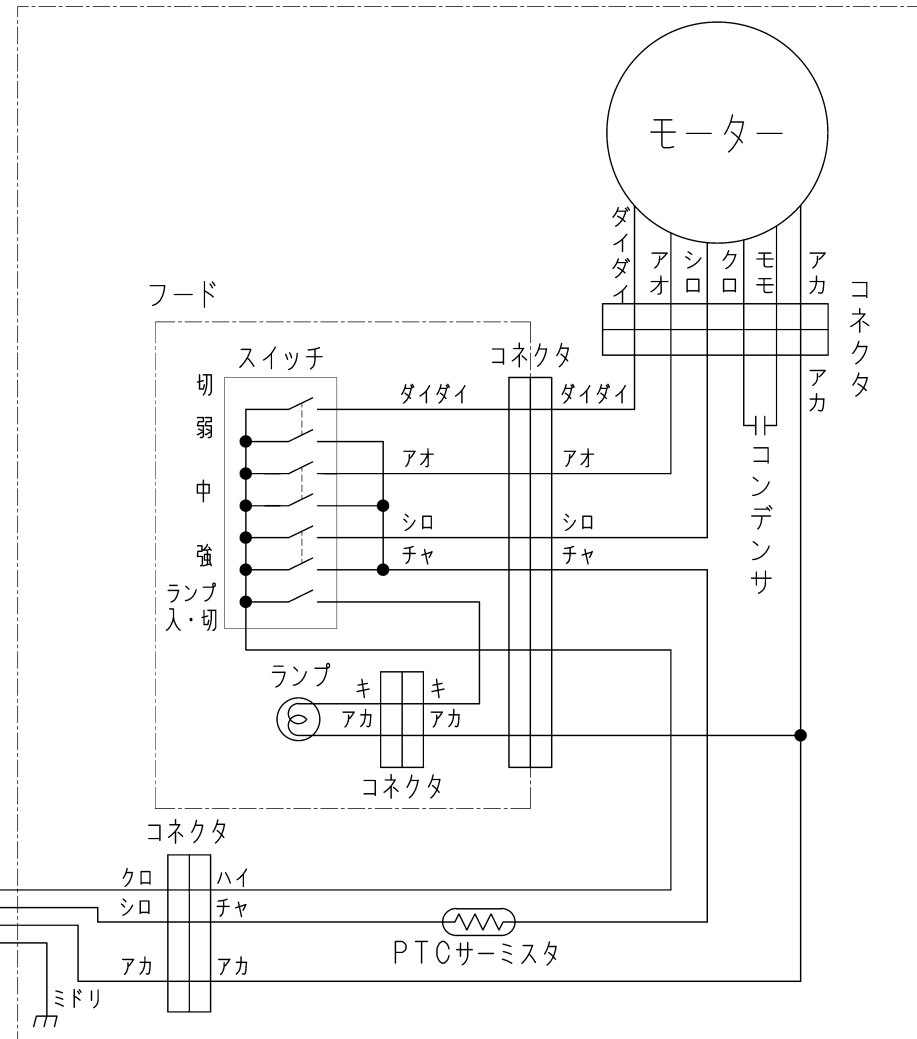 モーター
ダイダイ
アオ
シロ
クロ
モモ
アカ
コネクタ
フード
スイッチ
コネクタ
切
ダイダイ
ダイダイ
アカ
弱
アオ
アオ
コンデンサ
中
シロ
シロ
強
チャ
チャ
ランプ
入・切
ランプ
キ
キ
アカ
アカ
コネクタ
コネクタ
クロ
ハイ
シロ
チャ
PTCサーミスタ
アカ
アカ
ミドリ